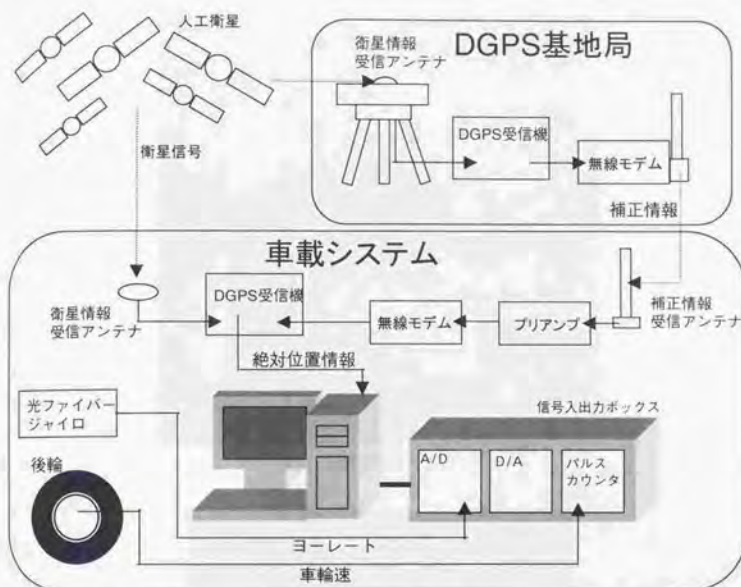 人工衛星
衛星情報
受信アンテナ
DGPS基地局
DGPS受信機
無線モデム
衛星信号
補正情報
車載システム
衛星情報
受信アンテナ
DGPS受信機
無線モデム
プリアンプ
補正情報
受信アンテナ
絶対位置情報
光ファイバー
ジャイロ
信号入出力ボックス
A/D
D/A
パルス
カウンタ
後輪
ヨーレート
車輪速